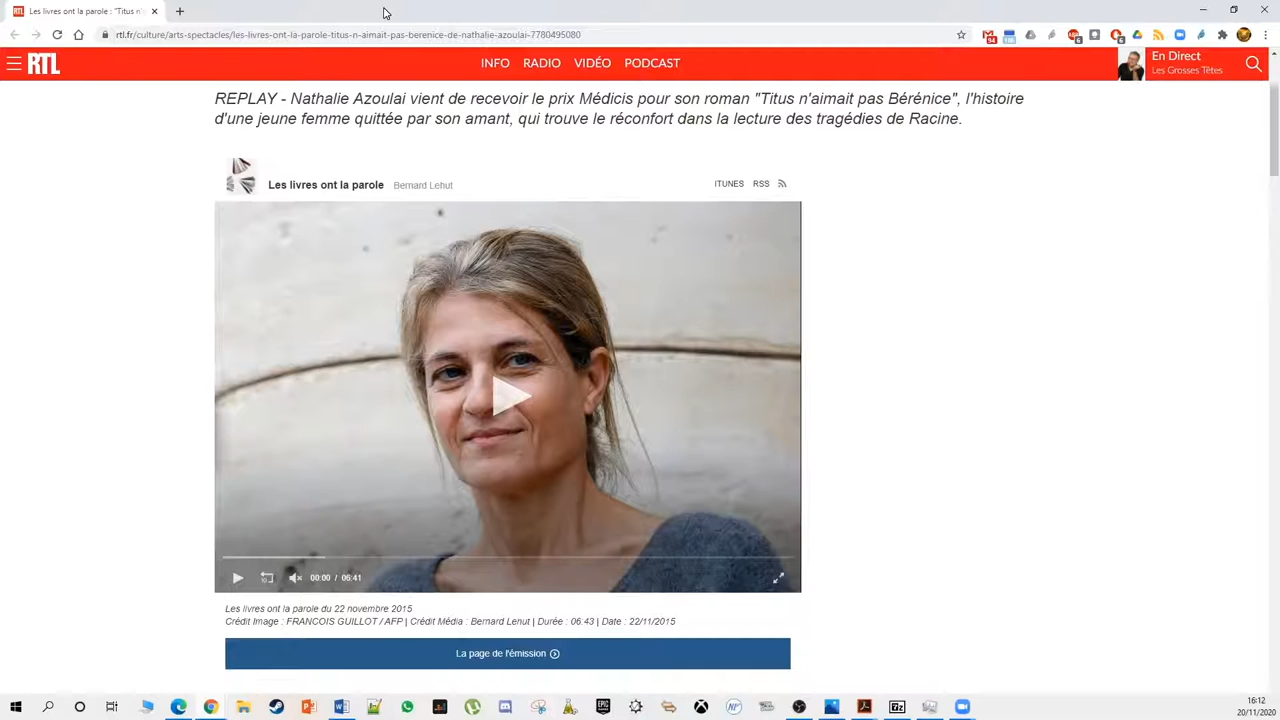 Les livres ont la parole : "Titus n'
rtl.fr/culture/arts-spectacles/les-livres-ont-la-parole-titus-n-aimait-pas-berenice-de-nathalie-azoulai-7780495080
RTL
INFO RADIO VIDÉO PODCAST
En Direct
Les Grosses Têtes
REPLAY - Nathalie Azoulai vient de recevoir le prix Médicis pour son roman "Titus n'aimait pas Bérénice", l'histoire
d'une jeune femme quittée par son amant, qui trouve le réconfort dans la lecture des tragédies de Racine.
Les livres ont la parole Bernard Lehut
ITUNES RSS
00:00 / 06:41
Les livres ont la parole du 22 novembre 2015
Crédit Image : FRANCOIS GUILLOT / AFP | Crédit Média : Bernard Lehut | Durée : 06:43 | Date : 22/11/2015
La page de l'émission
16:12
20/11/2020